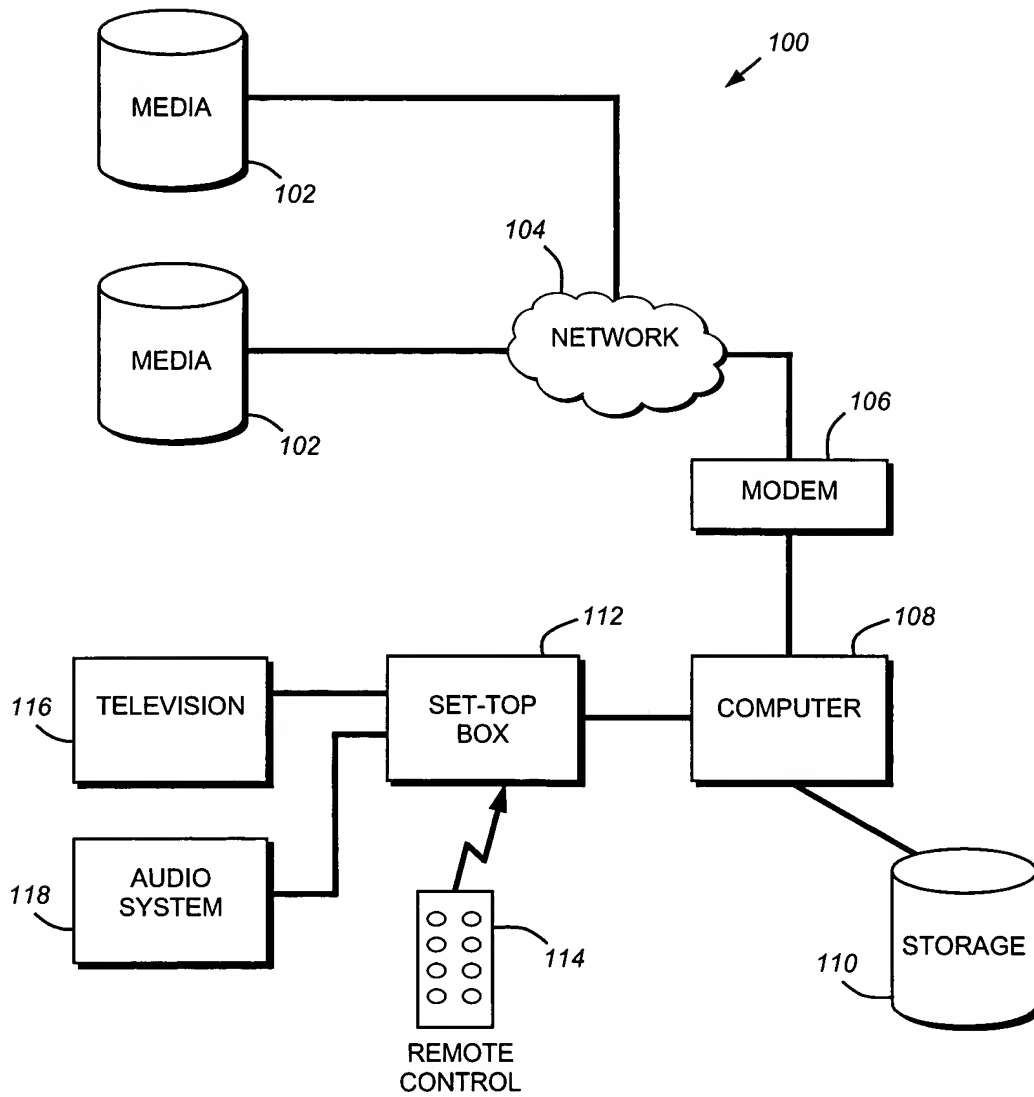 100
MEDIA
102
104
NETWORK
MEDIA
102
106
MODEM
112
108
116
TELEVISION
SET-TOP
BOX
COMPUTER
118
AUDIO
SYSTEM
114
110
STORAGE
REMOTE
CONTROL